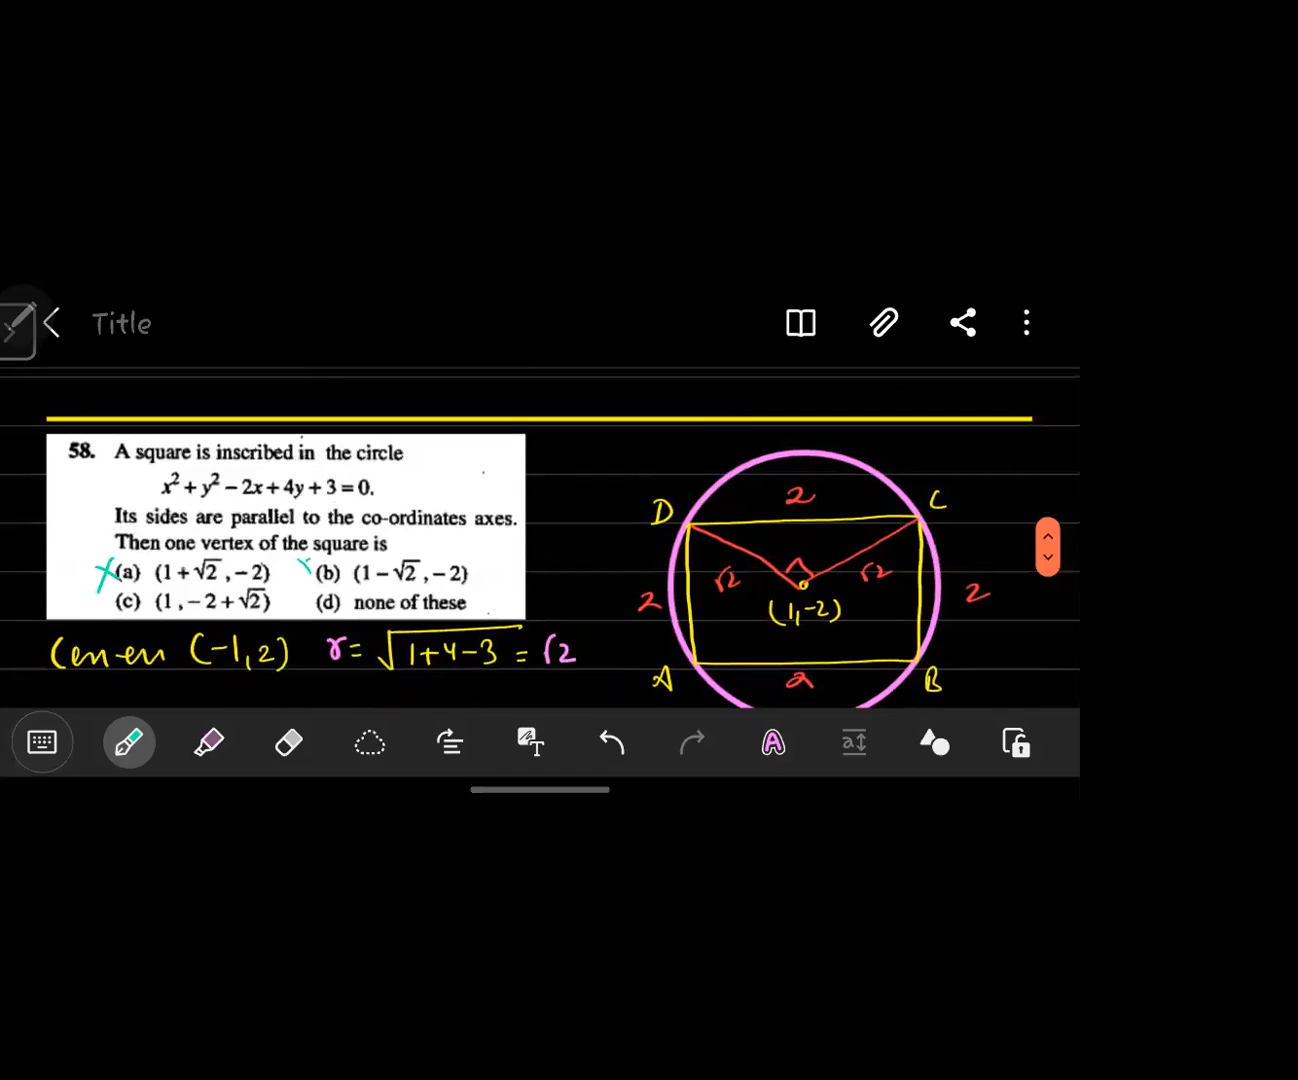 Title
58. A square is inscribed in the circle
x² + y² – 2x + 4y + 3 = 0.
Its sides are parallel to the co-ordinates axes.
Then one vertex of the square is
(a) (1 + √2 , – 2) (b) (1 – √2 , – 2)
(c) (1 , – 2 + √2) (d) none of these
(-1, 2) r = √1+4-3 = √2
D 2 C
√2 √2
2 (1, -2) 2
A 2 B
T
A a